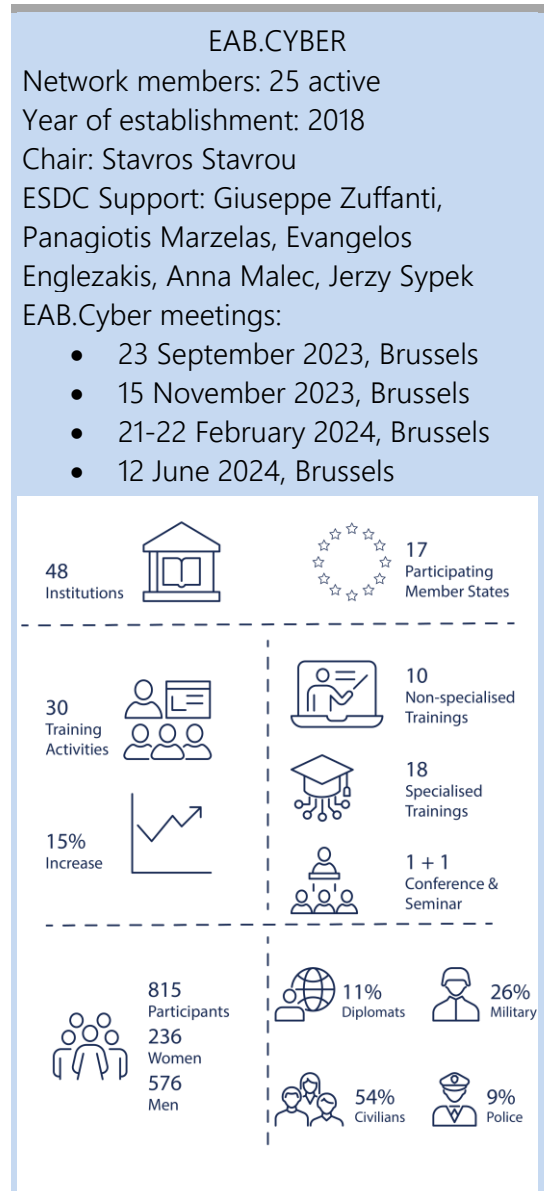 EAB.CYBER
Network members: 25 active
Year of establishment: 2018
Chair: Stavros Stavrou
ESDC Support: Giuseppe Zuffanti,
Panagiotis Marzelas, Evangelos
Englezakis, Anna Malec, Jerzy Sypek
EAB.Cyber meetings:
• 23 September 2023, Brussels
• 15 November 2023, Brussels
• 21-22 February 2024, Brussels
• 12 June 2024, Brussels
48
Institutions
17
Participating
Member States
30
Training
Activities
15%
Increase
10
Non-specialised
Trainings
18
Specialised
Trainings
1 + 1
Conference &
Seminar
815
Participants
236
Women
576
Men
11%
Diplomats
26%
Military
54%
Civilians
9%
Police